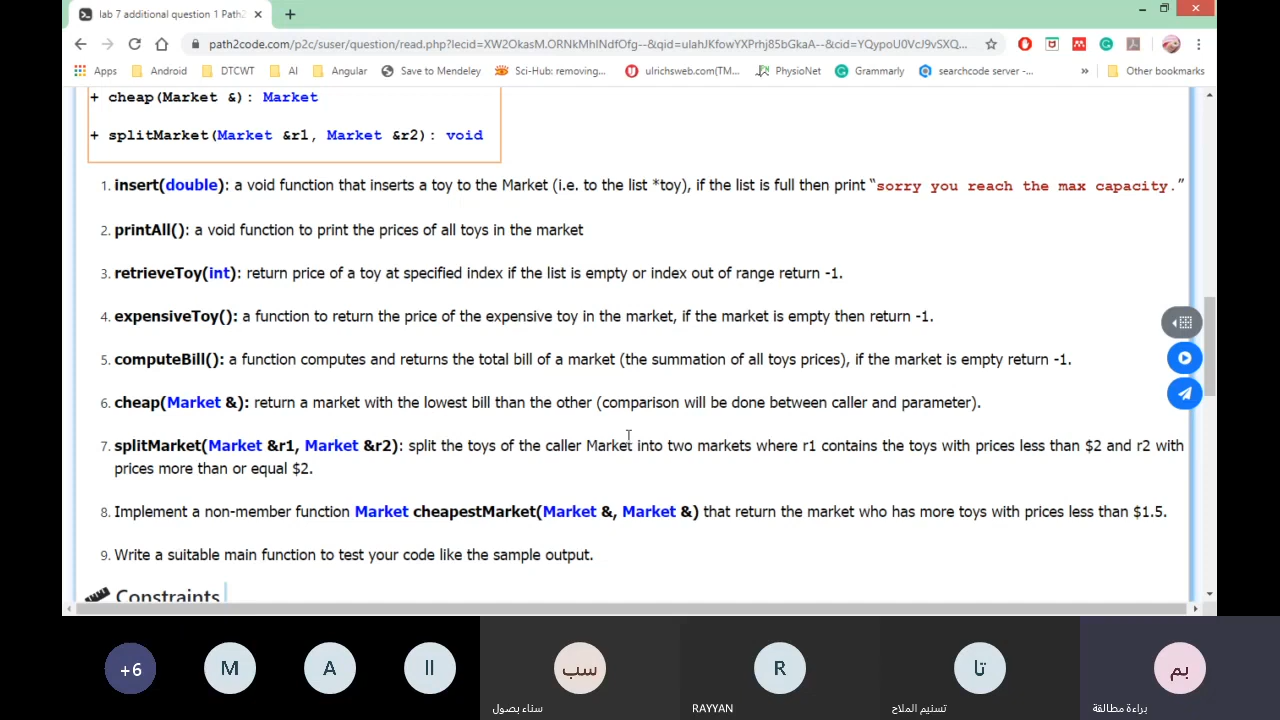 lab 7 additional question 1 Path2
path2code.com/p2c/suser/question/read.php?lecid=XW2OkasM.ORNkMhINdfOfg--&qid=ulahJKfowYXPrhj85bGkaA--&cid=YQypoU0VcJ9vSXQ...
Apps Android DTCWT AI Angular Save to Mendeley Sci-Hub: removing... ulrichsweb.com(TM... PhysioNet Grammarly searchcode server -... » Other bookmarks
+ cheap(Market &): Market
+ splitMarket(Market &r1, Market &r2): void
1. insert(double): a void function that inserts a toy to the Market (i.e. to the list *toy), if the list is full then print “sorry you reach the max capacity.”
2. printAll(): a void function to print the prices of all toys in the market
3. retrieveToy(int): return price of a toy at specified index if the list is empty or index out of range return -1.
4. expensiveToy(): a function to return the price of the expensive toy in the market, if the market is empty then return -1.
5. computeBill(): a function computes and returns the total bill of a market (the summation of all toys prices), if the market is empty return -1.
6. cheap(Market &): return a market with the lowest bill than the other (comparison will be done between caller and parameter).
7. splitMarket(Market &r1, Market &r2): split the toys of the caller Market into two markets where r1 contains the toys with prices less than $2 and r2 with
prices more than or equal $2.
8. Implement a non-member function Market cheapestMarket(Market &, Market &) that return the market who has more toys with prices less than $1.5.
9. Write a suitable main function to test your code like the sample output.
Constraints
+6 M A اا سب R تا بم
سناء بصول RAYYAN تسنيم الملاح براءة مطالقة